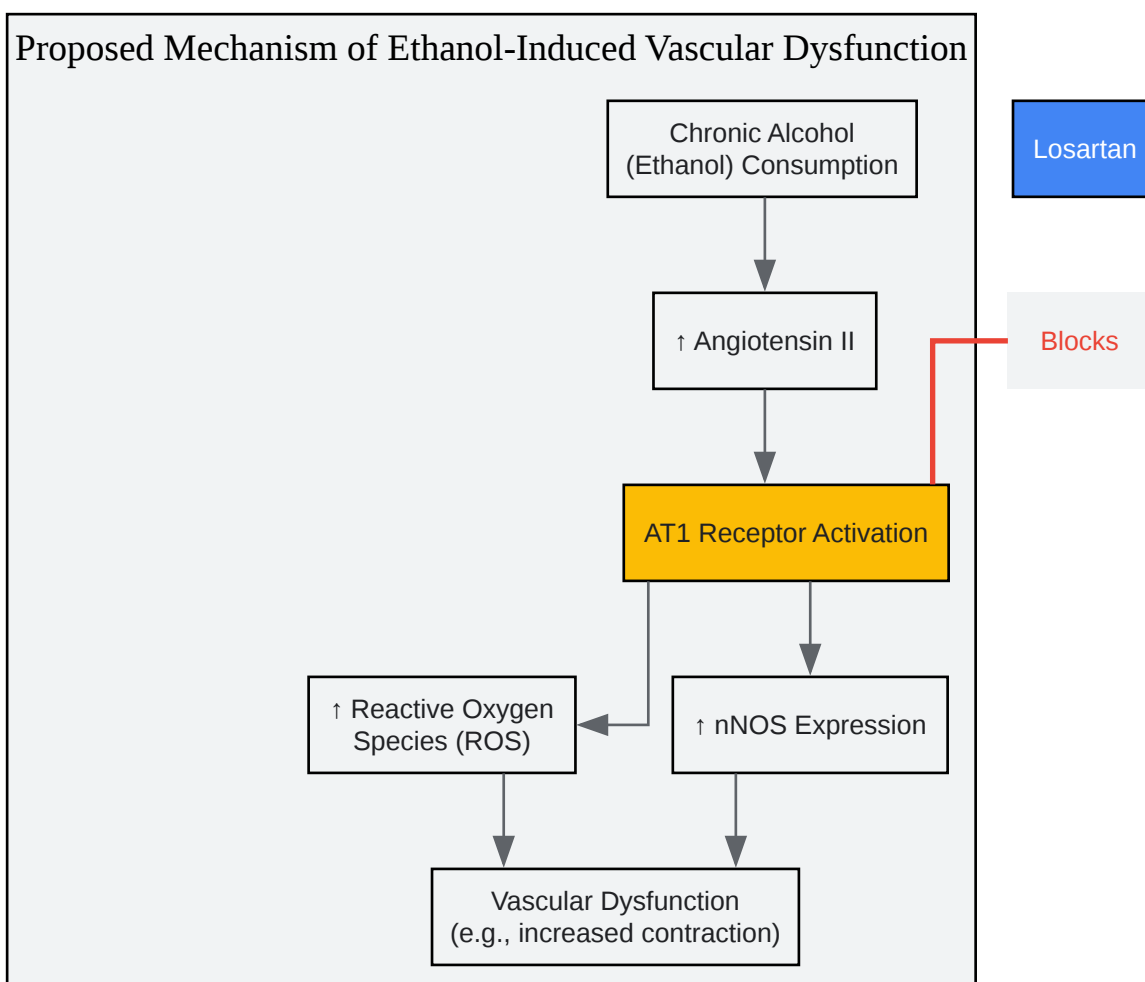 Proposed Mechanism of Ethanol-Induced Vascular Dysfunction
Chronic Alcohol
(Ethanol) Consumption
Losartan
↑ Angiotensin II
Blocks
AT1 Receptor Activation
↑ Reactive Oxygen
Species (ROS)
↑ nNOS Expression
Vascular Dysfunction
(e.g., increased contraction)